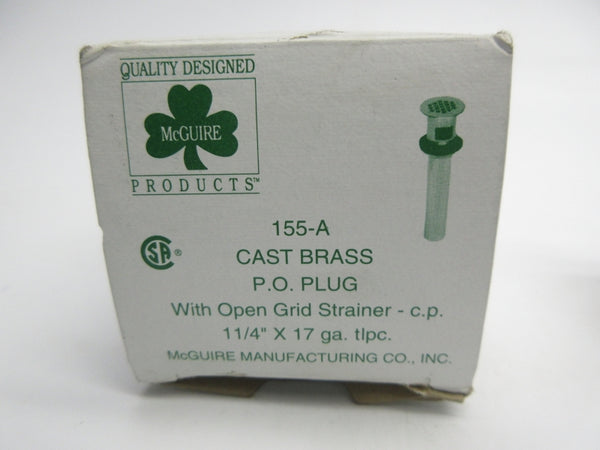 QUALITY DESIGNED
McGUIRE
PRODUCTS™
155-A
CAST BRASS
P.O. PLUG
With Open Grid Strainer - c.p.
11/4" X 17 ga. tlpc.
McGUIRE MANUFACTURING CO., INC.
CSA®